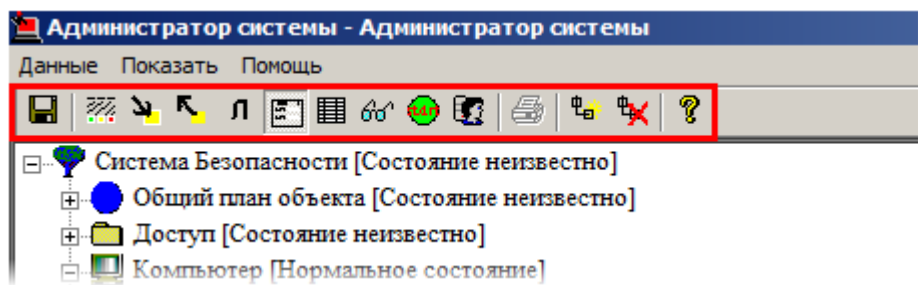 Администратор системы - Администратор системы
Данные Показать Помощь
Л
Система Безопасности [Состояние неизвестно]
Общий план объекта [Состояние неизвестно]
Доступ [Состояние неизвестно]
Компьютер [Нормальное состояние]